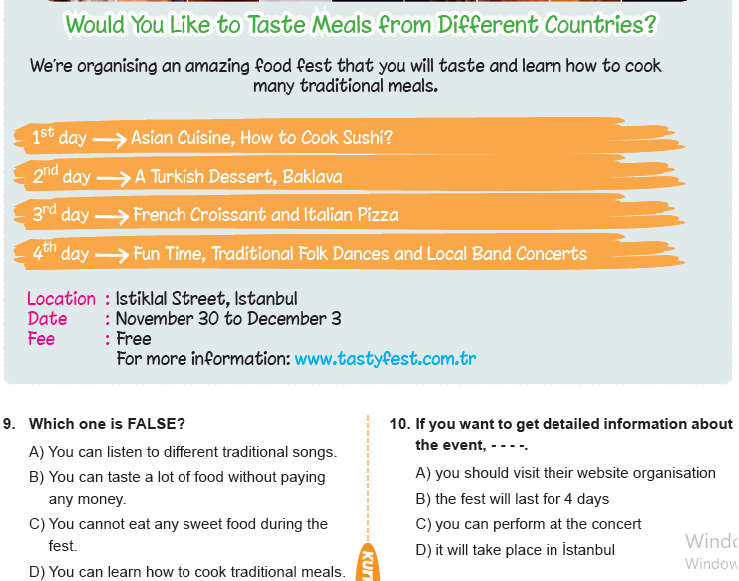 Would You Like to Taste Meals from Different Countries?
We're organising an amazing food fest that you will taste and learn how to cook
many traditional meals.
1st day → Asian Cuisine, How to Cook Sushi?
2nd day → A Turkish Dessert, Baklava
3rd day → French Croissant and Italian Pizza
4th day → Fun Time, Traditional Folk Dances and Local Band Concerts
Location : Istiklal Street, Istanbul
Date : November 30 to December 3
Fee : Free
For more information: www.tastyfest.com.tr
9. Which one is FALSE?
A) You can listen to different traditional songs.
B) You can taste a lot of food without paying
any money.
C) You cannot eat any sweet food during the
fest.
D) You can learn how to cook traditional meals.
10. If you want to get detailed information about
the event, - - - -.
A) you should visit their website organisation
B) the fest will last for 4 days
C) you can perform at the concert
D) it will take place in İstanbul